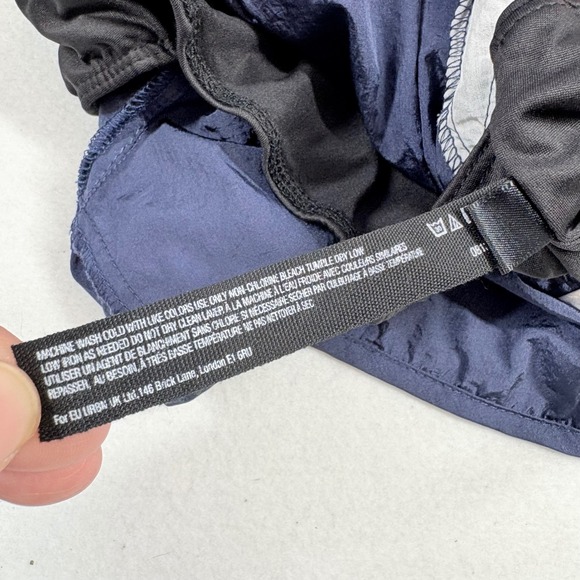 MACHINE WASH COLD WITH LIKE COLORS USE ONLY NON-CHLORINE BLEACH TUMBLE DRY LOW
LOW IRON AS NEEDED DO NOT DRY CLEAN LAVER À LA MACHINE À L'EAU FROIDE AVEC COULEURS SIMILAIRES
UTILISER UN AGENT DE BLANCHIMENT SANS CHLORE SI NÉCESSAIRE SÉCHER PAR CULBUTAGE À BASSE TEMPÉRATURE
REPASSER, AU BESOIN, À TRÈS BASSE TEMPÉRATURE NE PAS NETTOYER À SEC
For EU URBN UK Ltd, 146 Brick Lane, London E1 6RU